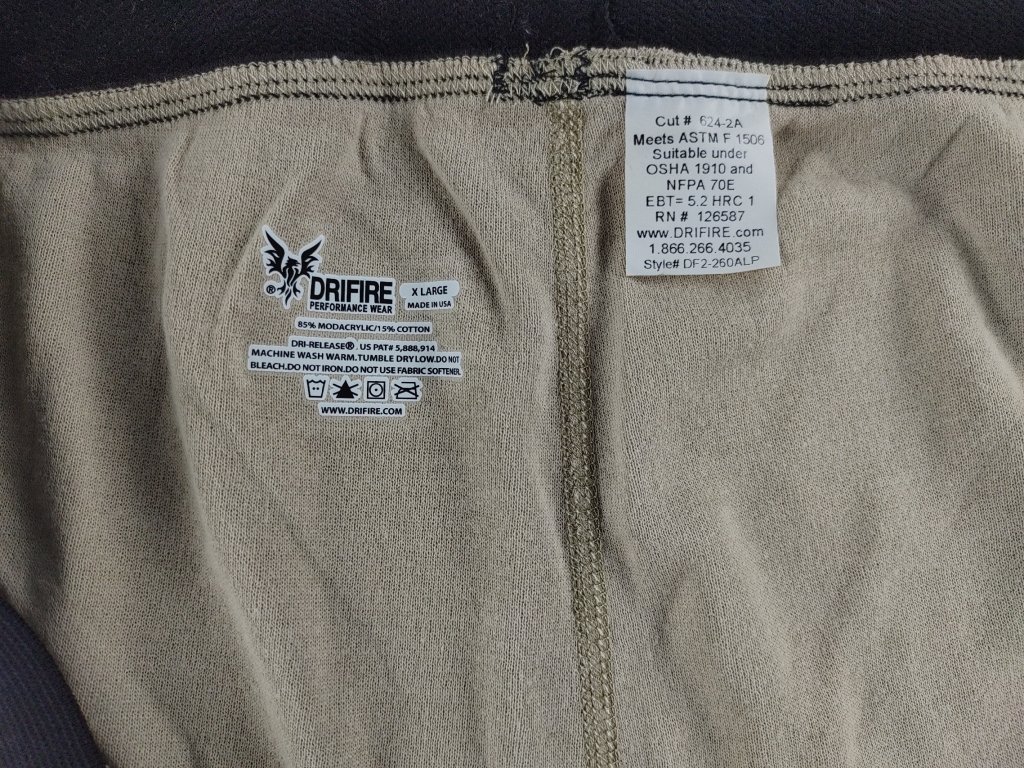 DRIFIRE
PERFORMANCE WEAR
®
X LARGE
MADE IN USA
85% MODACRYLIC/15% COTTON
DRI-RELEASE®. US PAT# 5,888,914
MACHINE WASH WARM.TUMBLE DRY LOW.DO NOT
BLEACH.DO NOT IRON.DO NOT USE FABRIC SOFTENER.
WWW.DRIFIRE.COM
Cut # 624-2A
Meets ASTM F 1506
Suitable under
OSHA 1910 and
NFPA 70E
EBT= 5.2 HRC 1
RN # 126587
www.DRIFIRE.com
1.866.266.4035
Style# DF2-260ALP